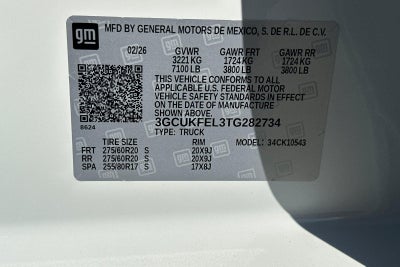 gm
MFD BY GENERAL MOTORS DE MEXICO, S. DE R.L. DE C.V.
02/26 GVWR GAWR FRT GAWR RR
3221 KG 1724 KG 1724 KG
7100 LB 3800 LB 3800 LB
THIS VEHICLE CONFORMS TO ALL
APPLICABLE U.S. FEDERAL MOTOR
VEHICLE SAFETY STANDARDS IN EFFECT
ON THE DATE OF MANUFACTURE
SHOWN ABOVE.
8624 3GCUKFEL3TG282734
TYPE: TRUCK
TIRE SIZE RIM MODEL: 34CK10543
FRT 275/60R20 S 20X9J
RR 275/60R20 S 20X9J
SPA 255/80R17 S 17X8J